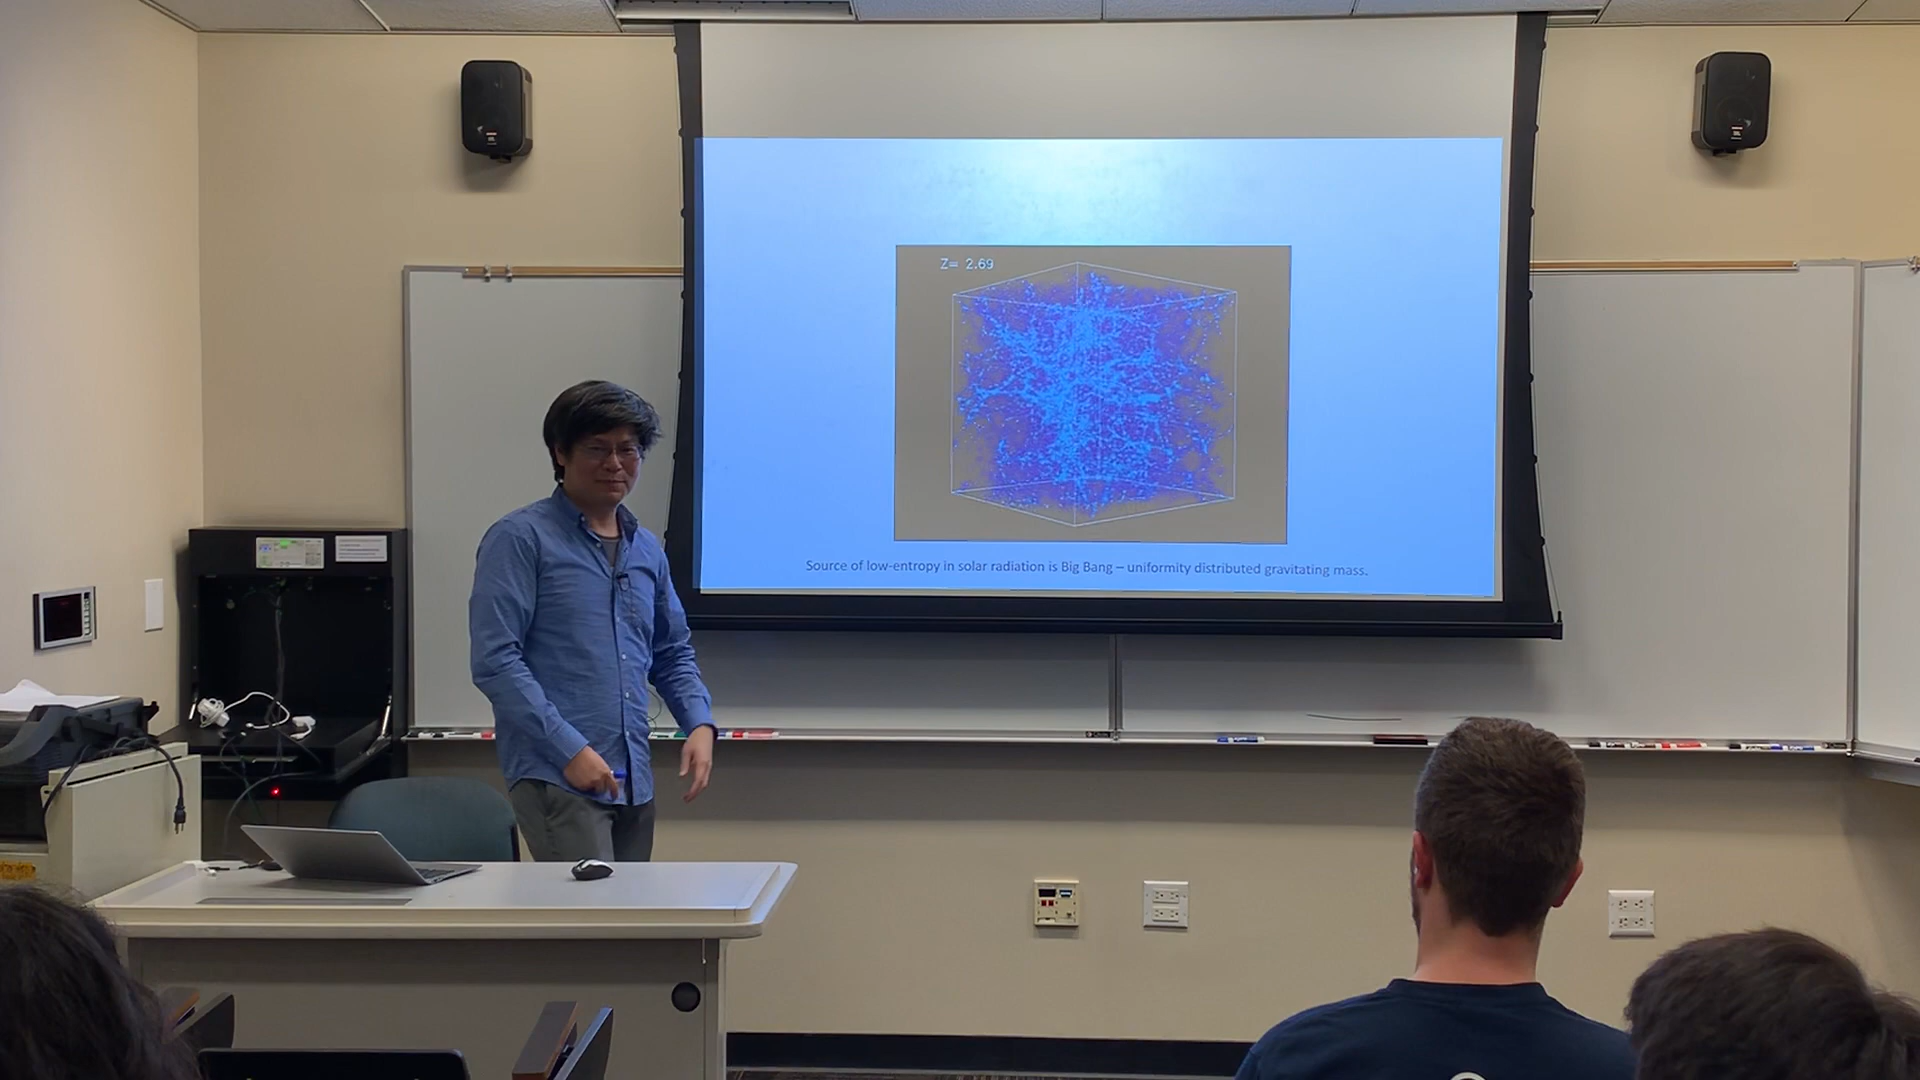 Z= 2.69
Source of low-entropy in solar radiation is Big Bang – uniformity distributed gravitating mass.